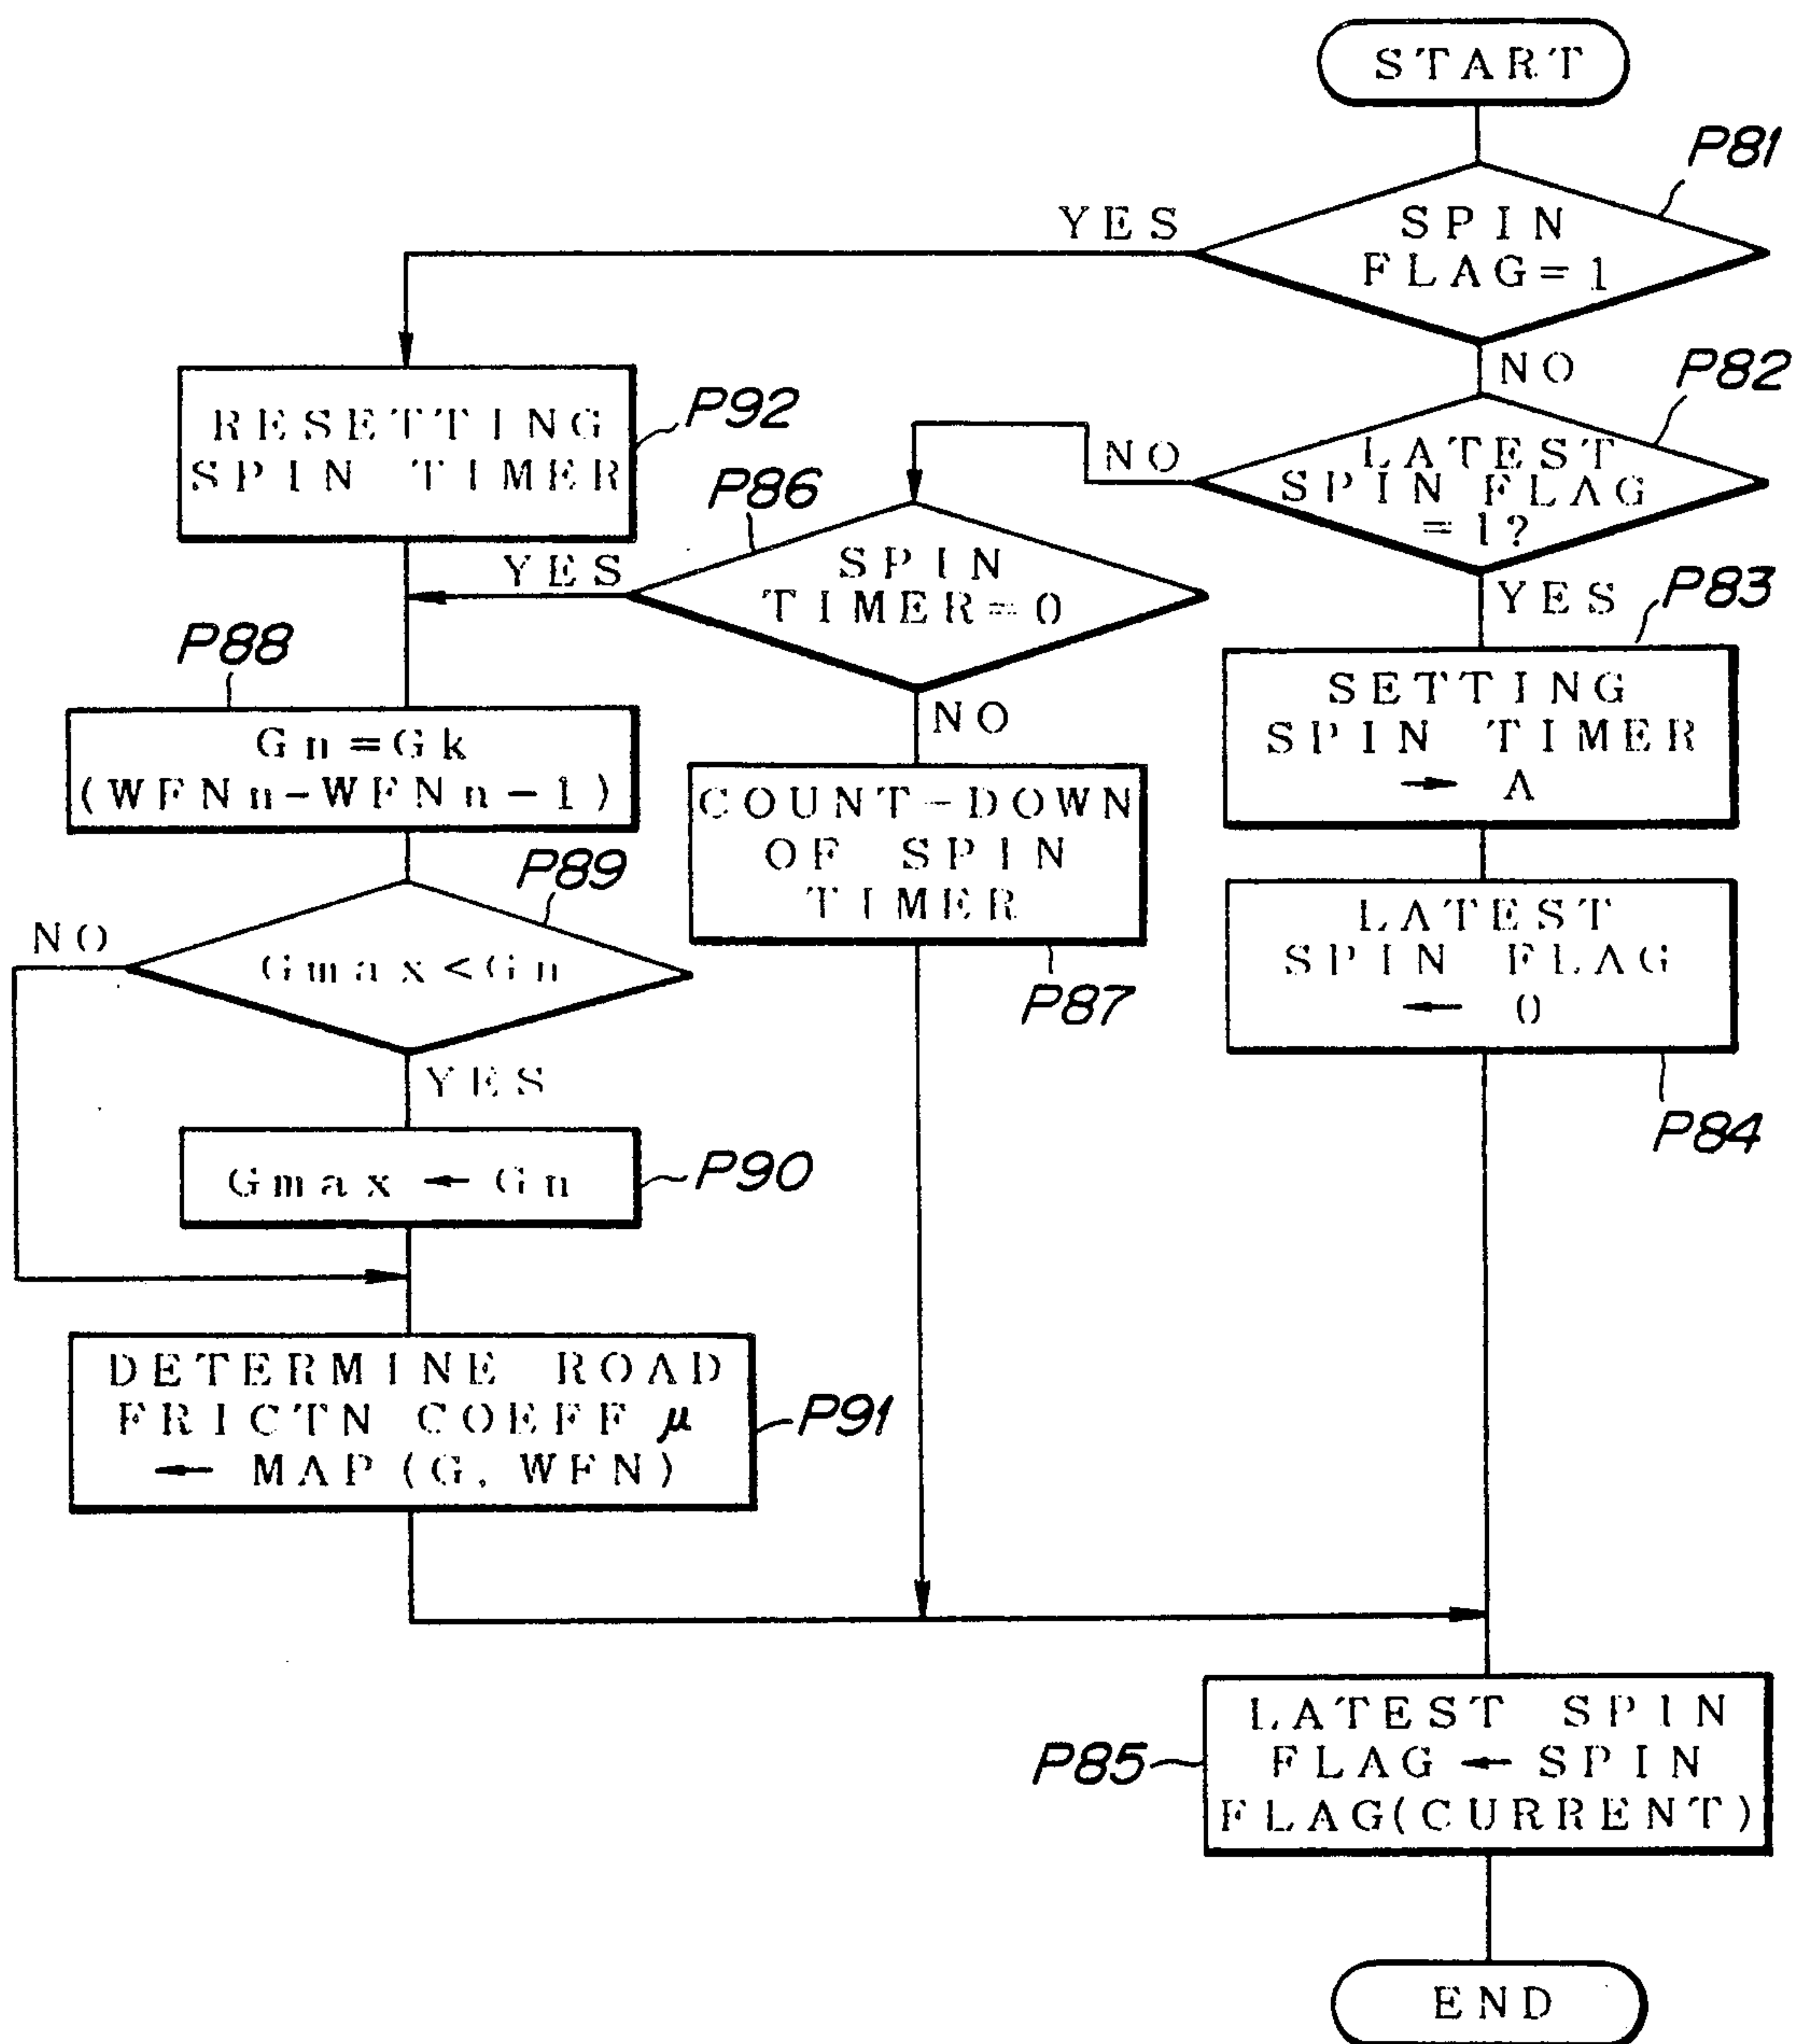 START
P81
SPIN
FLAG=1
YES
NO
P82
LATEST
SPIN FLAG
=1?
NO
YES
P92
RESETTING
SPIN TIMER
P86
SPIN
TIMER=0
YES
NO
P83
SETTING
SPIN TIMER
→ A
P88
Gn=Gk
(WFNn-WFNn-1)
COUNT-DOWN
OF SPIN
TIMER
P87
LATEST
SPIN FLAG
← 0
P84
P89
Gmax<Gn
NO
YES
Gmax ← Gn
P90
DETERMINE ROAD
FRICTN COEFF μ
← MAP(G, WFN)
P91
LATEST SPIN
FLAG ← SPIN
FLAG(CURRENT)
P85
END